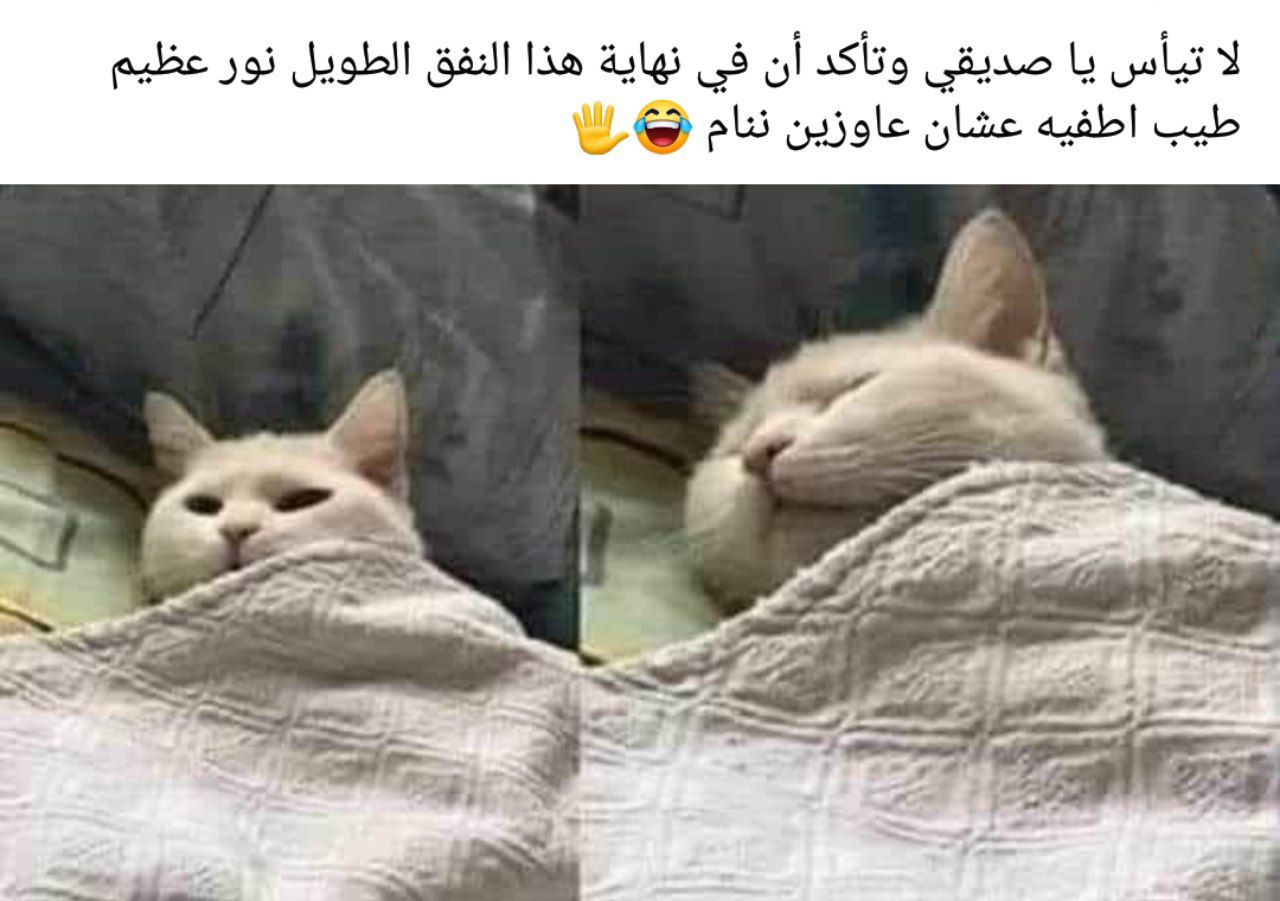 لا تيأس يا صديقي وتأكد أن في نهاية هذا النفق الطويل نور عظيم
طيب اطفيه عشان عاوزين ننام 😂🖐